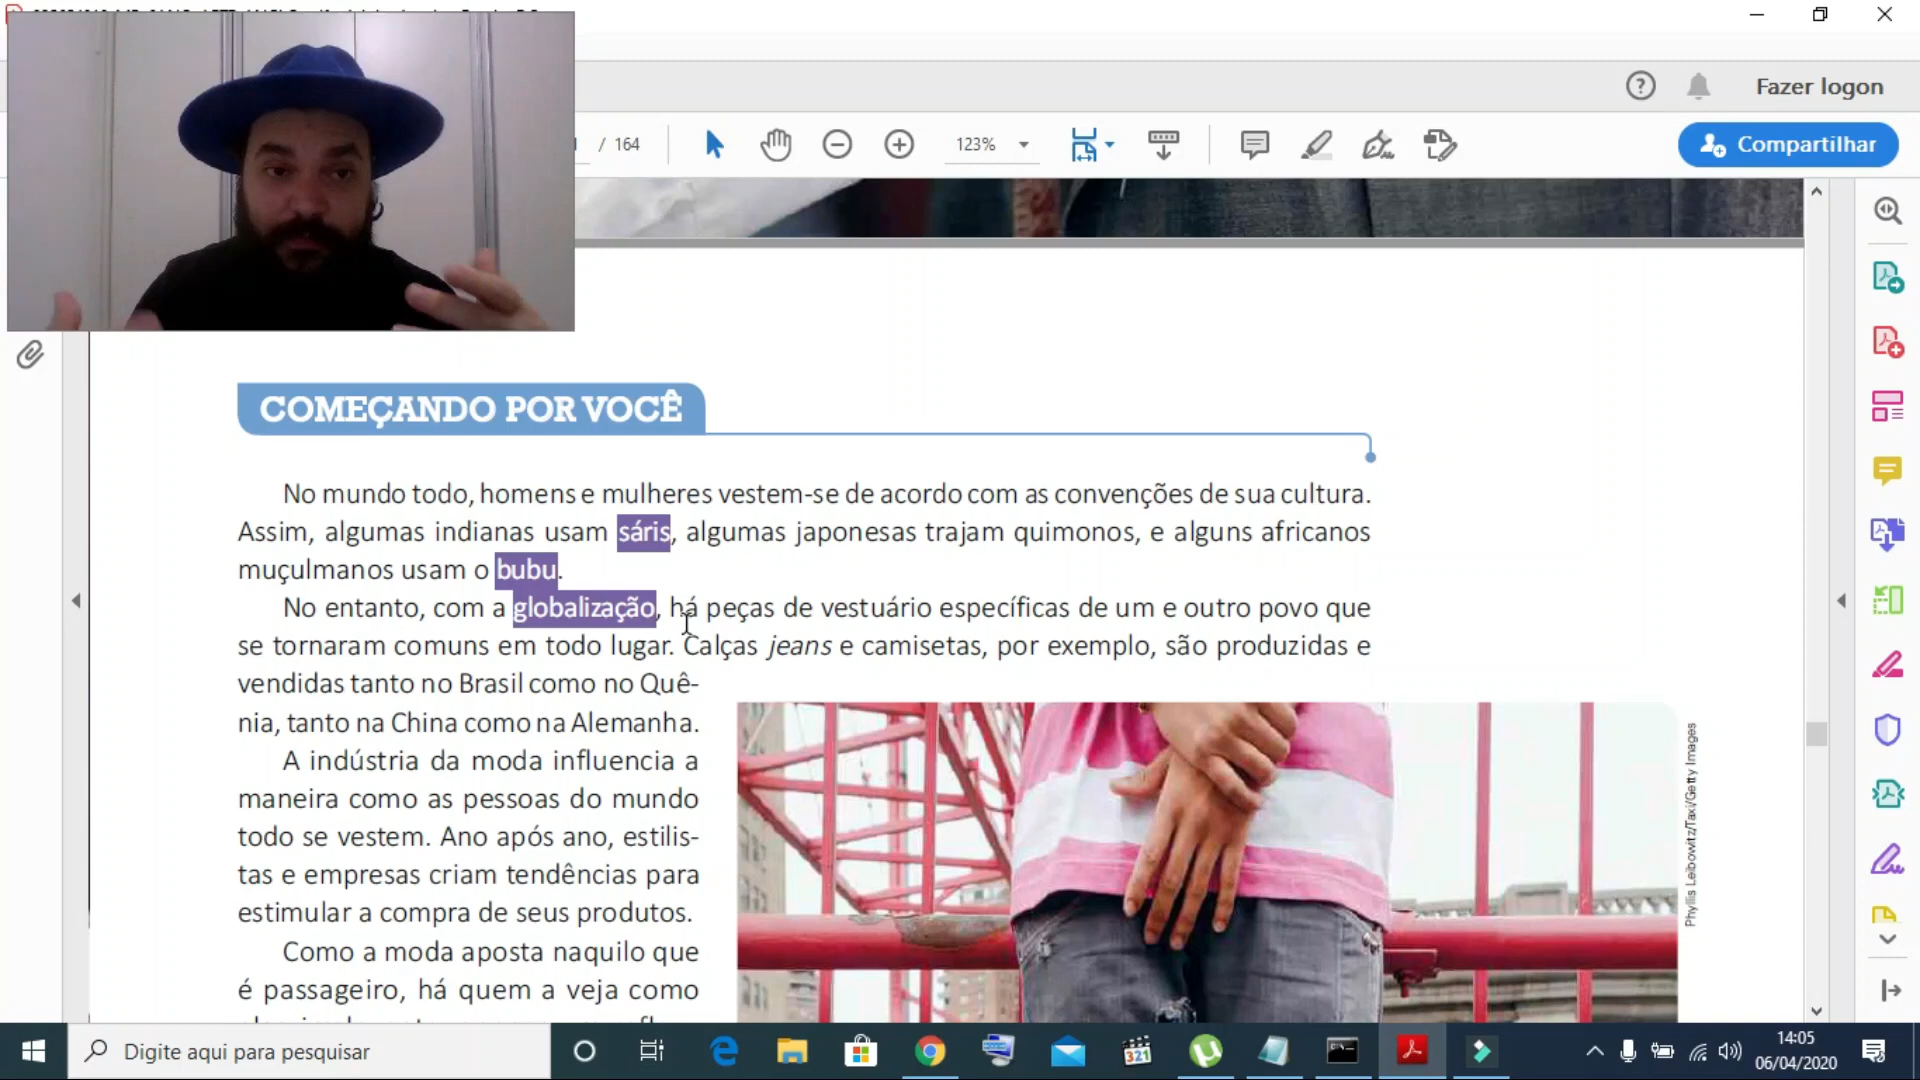 Fazer logon
/ 164
123%
Compartilhar
COMEÇANDO POR VOCÊ
No mundo todo, homens e mulheres vestem-se de acordo com as convenções de sua cultura.
Assim, algumas indianas usam sáris, algumas japonesas trajam quimonos, e alguns africanos
muçulmanos usam o bubu.
No entanto, com a globalização, há peças de vestuário específicas de um e outro povo que
se tornaram comuns em todo lugar. Calças jeans e camisetas, por exemplo, são produzidas e
vendidas tanto no Brasil como no Quê-
nia, tanto na China como na Alemanha.
A indústria da moda influencia a
maneira como as pessoas do mundo
todo se vestem. Ano após ano, estilis-
tas e empresas criam tendências para
estimular a compra de seus produtos.
Como a moda aposta naquilo que
é passageiro, há quem a veja como
Phyllis Leibowitz/Taxi/Getty Images
Digite aqui para pesquisar
321
14:05
06/04/2020